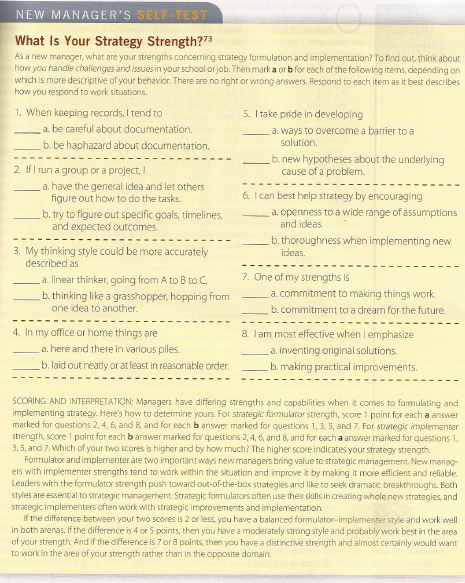 NEW MANAGER'S SELF-TEST
What Is Your Strategy Strength?73
As a new manager, what are your strengths concerning strategy formulation and implementation? To find out, think about
how you handle challenges and issues in your school or job. Then mark a or b for each of the following items, depending on
which is more descriptive of your behavior. There are no right or wrong answers. Respond to each item as it best describes
how you respond to work situations.
1. When keeping records, I tend to
_____ a. be careful about documentation.
_____ b. be haphazard about documentation.
2. If I run a group or a project, I
_____ a. have the general idea and let others
figure out how to do the tasks.
_____ b. try to figure out specific goals, timelines,
and expected outcomes.
3. My thinking style could be more accurately
described as
_____ a. linear thinker, going from A to B to C.
_____ b. thinking like a grasshopper, hopping from
one idea to another.
4. In my office or home things are
_____ a. here and there in various piles.
_____ b. laid out neatly or at least in reasonable order.
5. I take pride in developing
_____ a. ways to overcome a barrier to a
solution.
_____ b. new hypotheses about the underlying
cause of a problem.
6. I can best help strategy by encouraging
_____ a. openness to a wide range of assumptions
and ideas.
_____ b. thoroughness when implementing new
ideas.
7. One of my strengths is
_____ a. commitment to making things work.
_____ b. commitment to a dream for the future.
8. I am most effective when I emphasize
_____ a. inventing original solutions.
_____ b. making practical improvements.
SCORING AND INTERPRETATION: Managers have differing strengths and capabilities when it comes to formulating and
implementing strategy. Here's how to determine yours. For strategic formulator strength, score 1 point for each a answer
marked for questions 2, 4, 6, and 8, and for each b answer marked for questions 1, 3, 5, and 7. For strategic implementer
strength, score 1 point for each b answer marked for questions 2, 4, 6, and 8, and for each a answer marked for questions 1,
3, 5, and 7. Which of your two scores is higher and by how much? The higher score indicates your strategy strength.
Formulator and implementer are two important ways new managers bring value to strategic management. New manag-
ers with implementer strengths tend to work within the situation and improve it by making it more efficient and reliable.
Leaders with the formulator strength push toward out-of-the-box strategies and like to seek dramatic breakthroughs. Both
styles are essential to strategic management. Strategic formulators often use their skills in creating whole new strategies, and
strategic implementers often work with strategic improvements and implementation.
If the difference between your two scores is 2 or less, you have a balanced formulator–implementer style and work well
in both arenas. If the difference is 4 or 5 points, then you have a moderately strong style and probably work best in the area
of your strength. And if the difference is 7 or 8 points, then you have a distinctive strength and almost certainly would want
to work in the area of your strength rather than in the opposite domain.